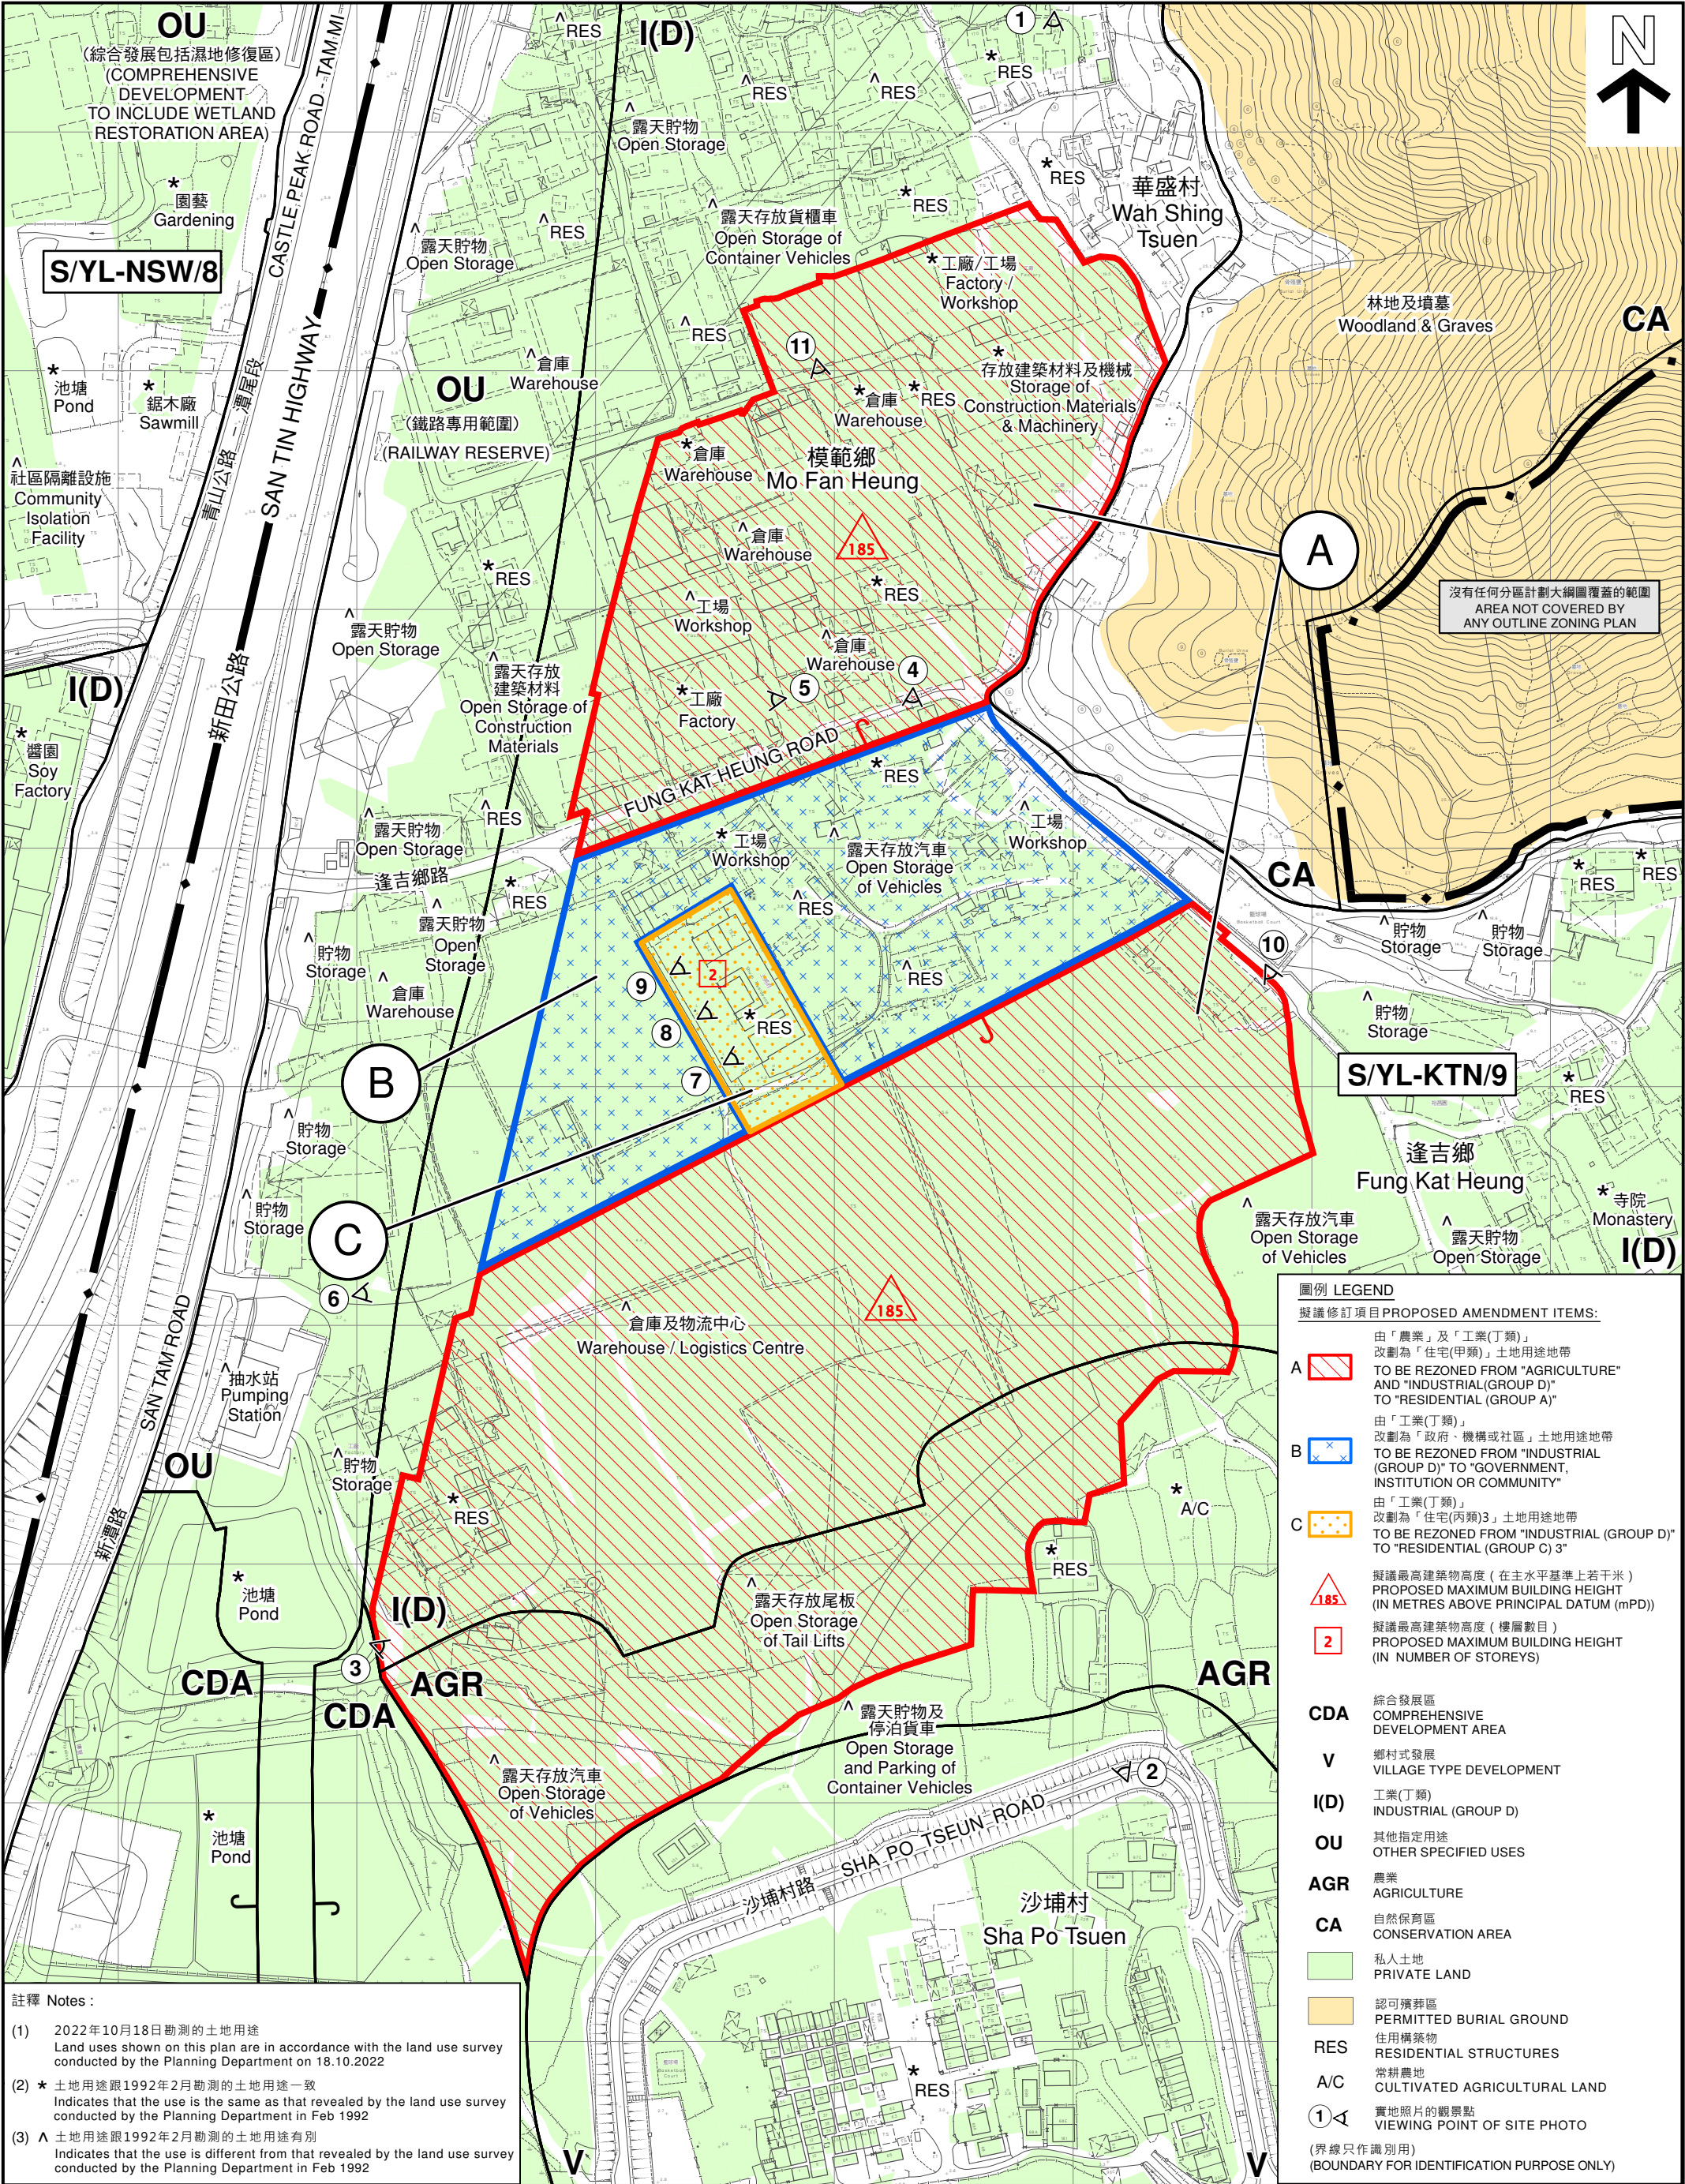 OU
(綜合發展包括濕地修復區)
(COMPREHENSIVE
DEVELOPMENT
TO INCLUDE WETLAND
RESTORATION AREA)
*
園藝
Gardening
S/YL-NSW/8
CASTLE PEAK ROAD - TAM MI
青山公路 – 潭尾段
SAN TIN HIGHWAY
新田公路
*
池塘
Pond
*
鋸木廠
Sawmill
^
社區隔離設施
Community
Isolation
Facility
I(D)
*
醬園
Soy
Factory
^
RES
I(D)
1
*
RES
^
RES
^
RES
^
露天貯物
Open Storage
*
RES
華盛村
Wah Shing
Tsuen
N
^
露天貯物
Open Storage
^
RES
^
露天存放貨櫃車
Open Storage of
Container Vehicles
*
RES
* 工廠/工場
Factory /
Workshop
林地及墳墓
Woodland & Graves
CA
^
RES
^ 倉庫
Warehouse
OU
(鐵路專用範圍)
(RAILWAY RESERVE)
11
*
存放建築材料及機械
Storage of
Construction Materials
& Machinery
* 倉庫
Warehouse
*
RES
* 倉庫
Warehouse
模範鄉
Mo Fan Heung
^ 倉庫
Warehouse
185
A
*
RES
*
RES
^ 工場
Workshop
^ 倉庫
Warehouse
4
5
* 工廠
Factory
沒有任何分區計劃大綱圖覆蓋的範圍
AREA NOT COVERED BY
ANY OUTLINE ZONING PLAN
^
露天貯物
Open Storage
^
露天存放
建築材料
Open Storage of
Construction
Materials
FUNG KAT HEUNG ROAD
逢吉鄉路
*
RES
^
RES
^
露天貯物
Open Storage
* 工場
Workshop
^
露天存放汽車
Open Storage
of Vehicles
^
工場
Workshop
CA
*
RES
*
RES
*
RES
^
露天貯物
Open
Storage
^
RES
^ 貯物
Storage
^
貯物
Storage
^
貯物
Storage
^ 倉庫
Warehouse
2
9
8
7
*
RES
^
RES
10
^
貯物
Storage
S/YL-KTN/9
*
RES
B
^
貯物
Storage
C
^
貯物
Storage
6
逢吉鄉
Fung Kat Heung
* 寺院
Monastery
I(D)
^
露天存放汽車
Open Storage
of Vehicles
^
露天貯物
Open Storage
^
倉庫及物流中心
Warehouse / Logistics Centre
185
SAN TAM ROAD
新潭路
^
抽水站
Pumping
Station
OU
^
貯物
Storage
*
RES
*
池塘
Pond
I(D)
*
A/C
*
RES
^
露天存放尾板
Open Storage
of Tail Lifts
3
CDA
CDA
AGR
AGR
^
露天貯物及
停泊貨車
Open Storage
and Parking of
Container Vehicles
2
^
露天存放汽車
Open Storage
of Vehicles
*
池塘
Pond
沙埔村路 SHA PO TSEUN ROAD
沙埔村
Sha Po Tsuen
*
RES
V
V
圖例 LEGEND
擬議修訂項目PROPOSED AMENDMENT ITEMS:
A
由「農業」及「工業(丁類)」
改劃為「住宅(甲類)」土地用途地帶
TO BE REZONED FROM "AGRICULTURE"
AND "INDUSTRIAL(GROUP D)"
TO "RESIDENTIAL (GROUP A)"
B
由「工業(丁類)」
改劃為「政府、機構或社區」土地用途地帶
TO BE REZONED FROM "INDUSTRIAL
(GROUP D)" TO "GOVERNMENT,
INSTITUTION OR COMMUNITY"
C
由「工業(丁類)」
改劃為「住宅(丙類)3」土地用途地帶
TO BE REZONED FROM "INDUSTRIAL (GROUP D)"
TO "RESIDENTIAL (GROUP C) 3"
185
擬議最高建築物高度 ( 在主水平基準上若干米 )
PROPOSED MAXIMUM BUILDING HEIGHT
(IN METRES ABOVE PRINCIPAL DATUM (mPD))
2
擬議最高建築物高度 ( 樓層數目 )
PROPOSED MAXIMUM BUILDING HEIGHT
(IN NUMBER OF STOREYS)
CDA
綜合發展區
COMPREHENSIVE
DEVELOPMENT AREA
V
鄉村式發展
VILLAGE TYPE DEVELOPMENT
I(D)
工業(丁類)
INDUSTRIAL (GROUP D)
OU
其他指定用途
OTHER SPECIFIED USES
AGR
農業
AGRICULTURE
CA
自然保育區
CONSERVATION AREA
私人土地
PRIVATE LAND
認可殯葬區
PERMITTED BURIAL GROUND
RES
住用構築物
RESIDENTIAL STRUCTURES
A/C
常耕農地
CULTIVATED AGRICULTURAL LAND
1
實地照片的觀景點
VIEWING POINT OF SITE PHOTO
(界線只作識別用)
(BOUNDARY FOR IDENTIFICATION PURPOSE ONLY)
註釋 Notes :
(1) 2022年10月18日勘測的土地用途
Land uses shown on this plan are in accordance with the land use survey
conducted by the Planning Department on 18.10.2022
(2) * 土地用途跟1992年2月勘測的土地用途一致
Indicates that the use is the same as that revealed by the land use survey
conducted by the Planning Department in Feb 1992
(3) ^ 土地用途跟1992年2月勘測的土地用途有別
Indicates that the use is different from that revealed by the land use survey
conducted by the Planning Department in Feb 1992